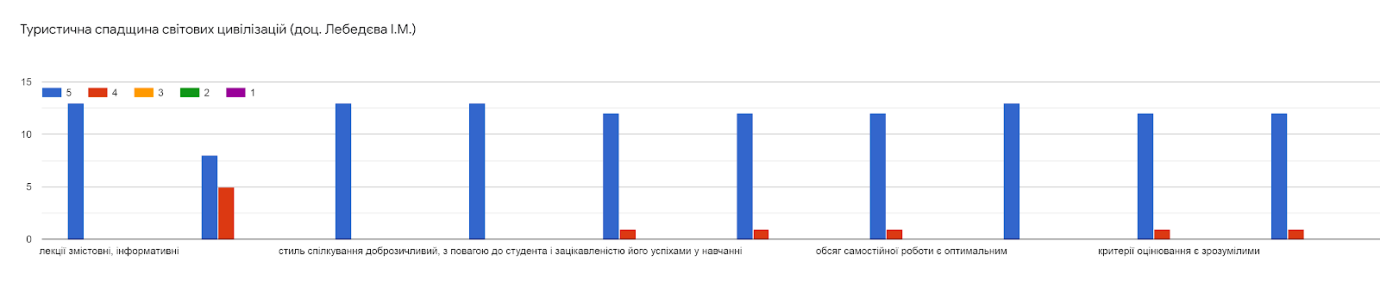 Туристична спадщина світових цивілізацій (доц. Лебедєва І.М.)
15
5 4 3 2 1
10
5
0
лекції змістовні, інформативні стиль спілкування доброзичливий, з повагою до студента і зацікавленістю його успіхами у навчанні обсяг самостійної роботи є оптимальним критерії оцінювання є зрозумілими